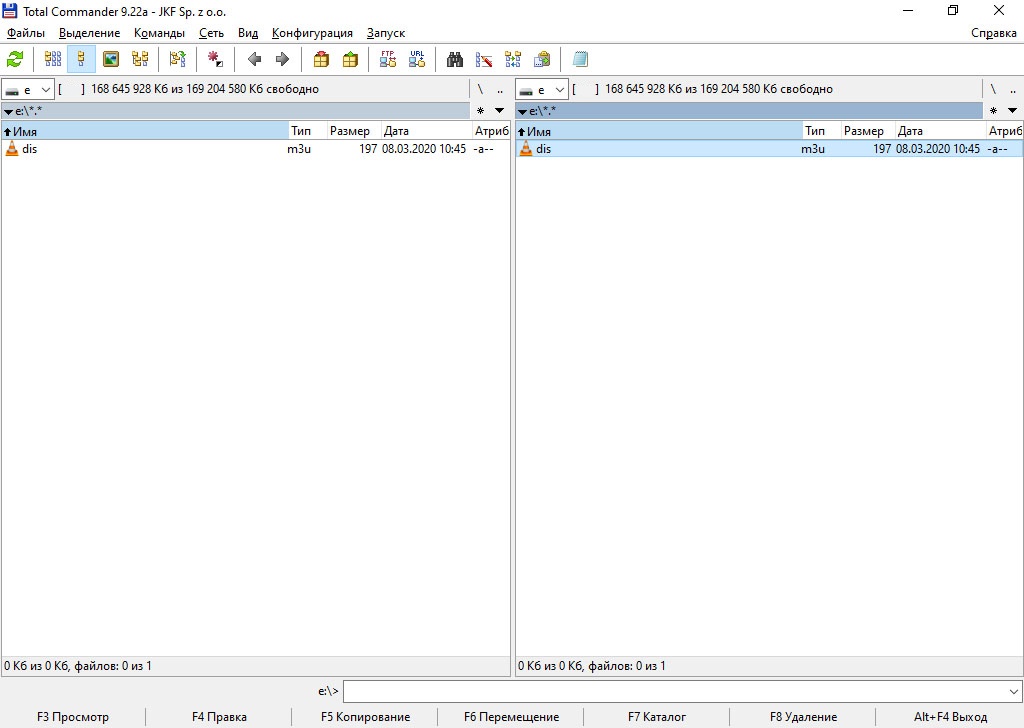 Total Commander 9.22a - JKF Sp. z o.o.
Файлы Выделение Команды Сеть Вид Конфигурация Запуск Справка
FTP URL
e [ ] 168 645 928 Кб из 169 204 580 Кб свободно \ .. e [ ] 168 645 928 Кб из 169 204 580 Кб свободно \ ..
e:\*.* * e:\*.* *
Имя Тип Размер Дата Атриб Имя Тип Размер Дата Атриб
dis m3u 197 08.03.2020 10:45 -a-- dis m3u 197 08.03.2020 10:45 -a--
0 Кб из 0 Кб, файлов: 0 из 1 0 Кб из 0 Кб, файлов: 0 из 1
e:\>
F3 Просмотр F4 Правка F5 Копирование F6 Перемещение F7 Каталог F8 Удаление Alt+F4 Выход